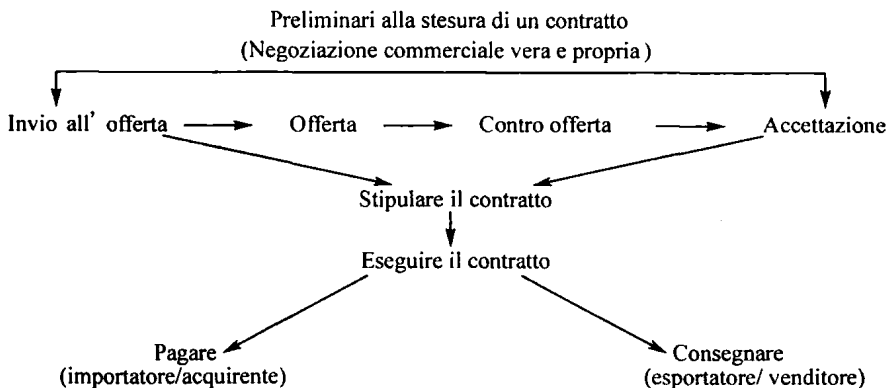 Preliminari alla stesura di un contratto
(Negoziazione commerciale vera e propria )
Invio all' offerta Offerta Contro offerta Accettazione
Stipulare il contratto
Eseguire il contratto
Pagare Consegnare
(importatore/acquirente) (esportatore/ venditore)